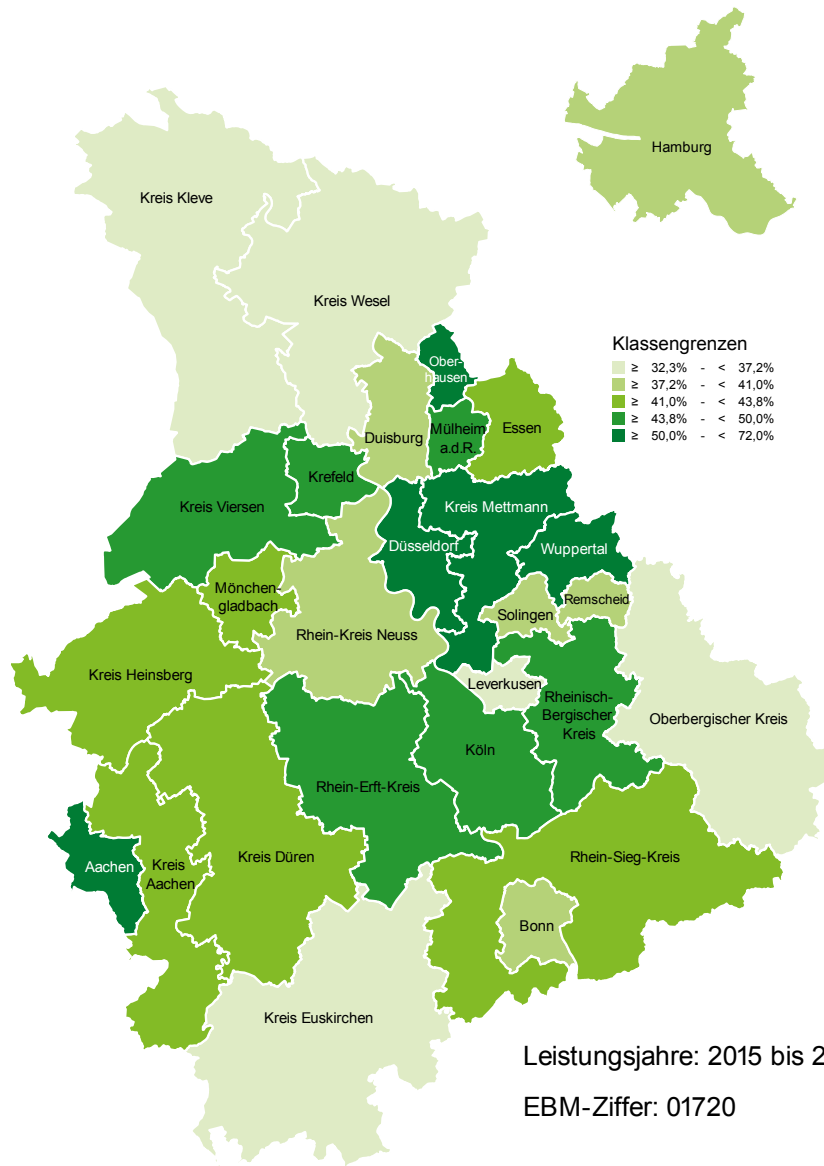 Hamburg
Kreis Kleve
Kreis Wesel
Klassengrenzen
≥ 32,3% - < 37,2%
≥ 37,2% - < 41,0%
≥ 41,0% - < 43,8%
≥ 43,8% - < 50,0%
≥ 50,0% - < 72,0%
Ober-
hausen
Duisburg
Mülheim
a.d.R.
Essen
Krefeld
Kreis Viersen
Kreis Mettmann
Düsseldorf
Wuppertal
Mönchen-
gladbach
Remscheid
Solingen
Rhein-Kreis Neuss
Kreis Heinsberg
Leverkusen
Rheinisch-
Bergischer
Kreis
Oberbergischer Kreis
Köln
Rhein-Erft-Kreis
Aachen
Kreis
Aachen
Kreis Düren
Rhein-Sieg-Kreis
Bonn
Kreis Euskirchen
Leistungsjahre: 2015 bis 2
EBM-Ziffer: 01720